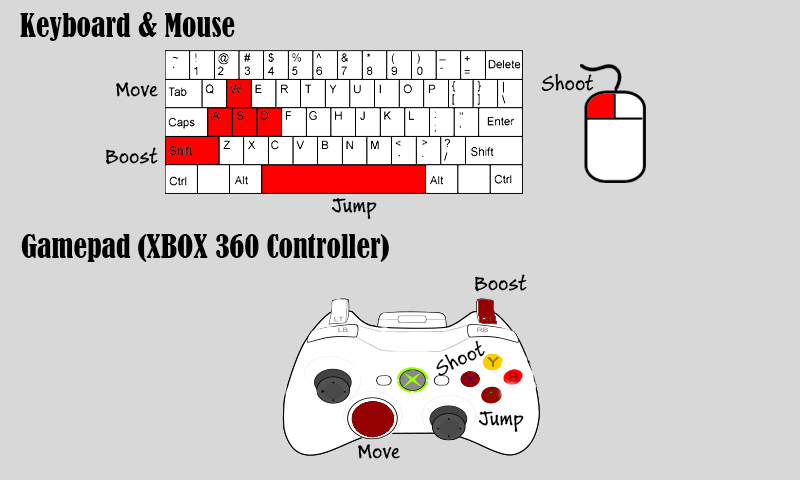 Keyboard & Mouse
~ ! @ # $ % ^ & * ( ) _ + Delete
` 1 2 3 4 5 6 7 8 9 0 - =
Shoot
Move
Tab Q W E R T Y U I O P { } |
[ ] \
Caps A S D F G H J K L : " Enter
; '
Boost
Shift Z X C V B N M < > ? Shift
, . /
Ctrl Alt Alt Ctrl
Jump
Gamepad (XBOX 360 Controller)
Boost
LT
LB RB
Shoot
Y
B
Jump
Move